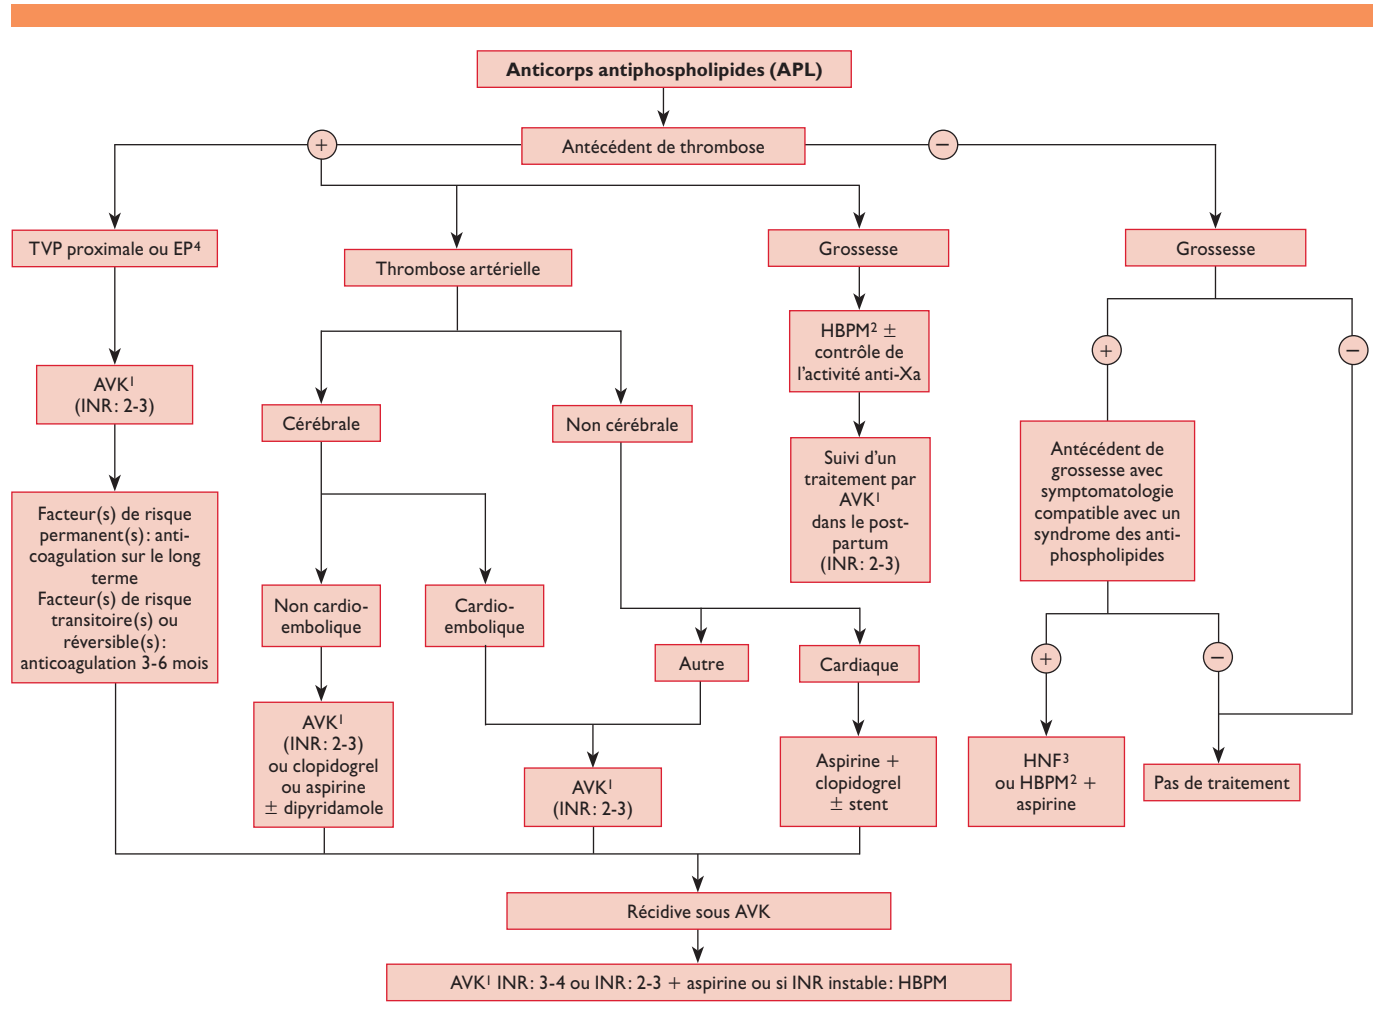 Anticorps antiphospholipides (APL)
Antécédent de thrombose
+
−
TVP proximale ou EP⁴
AVK¹
(INR: 2-3)
Facteur(s) de risque
permanent(s): anti-
coagulation sur le long
terme
Facteur(s) de risque
transitoire(s) ou
réversible(s):
anticoagulation 3-6 mois
Thrombose artérielle
Cérébrale
Non cérébrale
Non cardio-
embolique
Cardio-
embolique
Autre
Cardiaque
AVK¹
(INR: 2-3)
ou clopidogrel
ou aspirine
± dipyridamole
AVK¹
(INR: 2-3)
Aspirine +
clopidogrel
± stent
Grossesse
HBPM² ±
contrôle de
l'activité anti-Xa
Suivi d'un
traitement par
AVK¹
dans le post-
partum
(INR: 2-3)
Grossesse
+
−
Antécédent de
grossesse avec
symptomatologie
compatible avec un
syndrome des anti-
phospholipides
+
−
HNF³
ou HBPM² +
aspirine
Pas de traitement
Récidive sous AVK
AVK¹ INR: 3-4 ou INR: 2-3 + aspirine ou si INR instable: HBPM